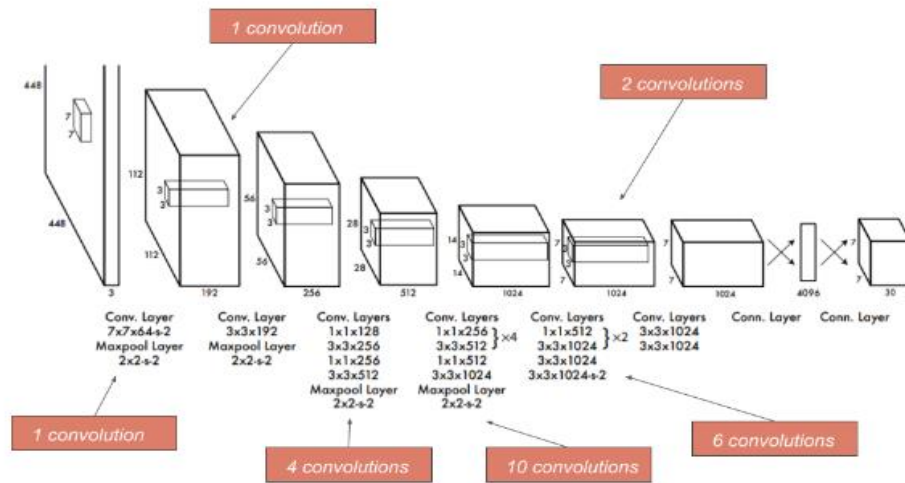 1 convolution
2 convolutions
448
7
7
448
3
112
3
3
112
192
56
3
3
56
256
28
3
3
28
512
14
3
3
14
1024
7
3
3
7
1024
7
7
1024
4096
7
7
30
Conv. Layer
7x7x64-s-2
Maxpool Layer
2x2-s-2
Conv. Layer
3x3x192
Maxpool Layer
2x2-s-2
Conv. Layers
1x1x128
3x3x256
1x1x256
3x3x512
Maxpool Layer
2x2-s-2
Conv. Layers
1x1x256
3x3x512
}×4
1x1x512
3x3x1024
Maxpool Layer
2x2-s-2
Conv. Layers
1x1x512
3x3x1024
}×2
3x3x1024
3x3x1024-s-2
Conv. Layers
3x3x1024
3x3x1024
Conn. Layer
Conn. Layer
1 convolution
4 convolutions
10 convolutions
6 convolutions